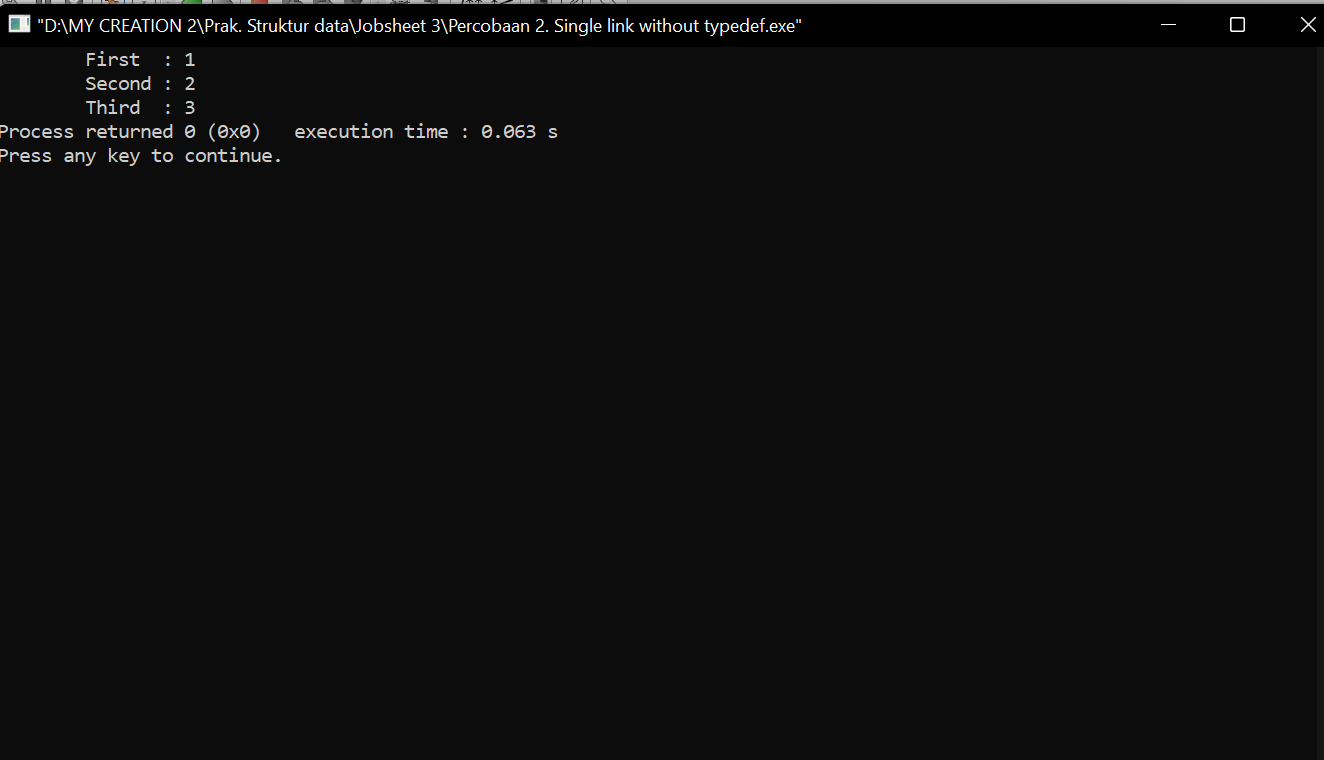 "D:\MY CREATION 2\Prak. Struktur data\Jobsheet 3\Percobaan 2. Single link without typedef.exe"
First  : 1
Second : 2
Third  : 3
Process returned 0 (0x0)   execution time : 0.063 s
Press any key to continue.